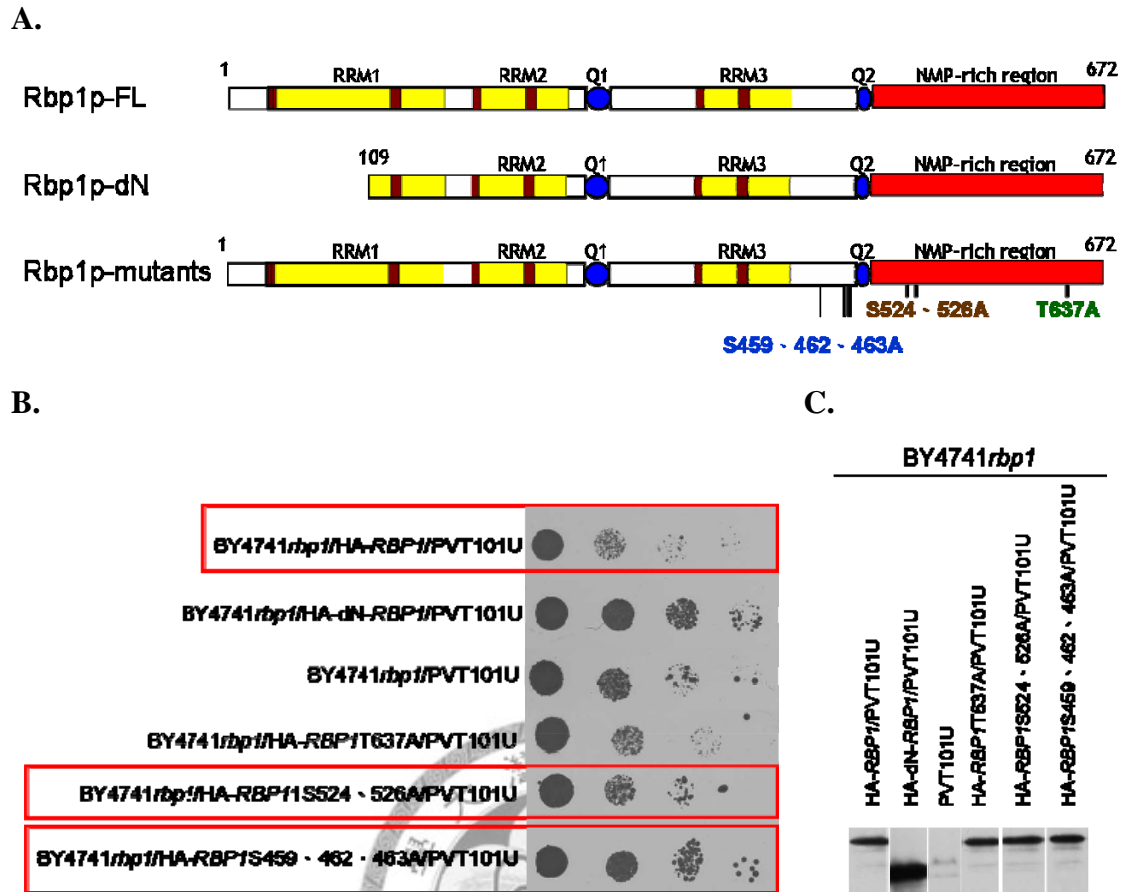 A.
1 RRM1 RRM2 Q1 RRM3 Q2 NMP-rich region 672
Rbp1p-FL
109 RRM2 Q1 RRM3 Q2 NMP-rich region 672
Rbp1p-dN
1 RRM1 RRM2 Q1 RRM3 Q2 NMP-rich region 672
Rbp1p-mutants
S524、526A T637A
S459、462、463A
B.
BY4741rbp1/HA-RBP1/PVT101U
BY4741rbp1/HA-dN-RBP1/PVT101U
BY4741rbp1/PVT101U
BY4741rbp1/HA-RBP1T637A/PVT101U
BY4741rbp1/HA-RBP11S524、526A/PVT101U
BY4741rbp1/HA-RBP1S459、462、463A/PVT101U
C.
BY4741rbp1
HA-RBP1/PVT101U
HA-dN-RBP1/PVT101U
PVT101U
HA-RBP1T637A/PVT101U
HA-RBP1S524、526A/PVT101U
HA-RBP1S459、462、463A/PVT101U